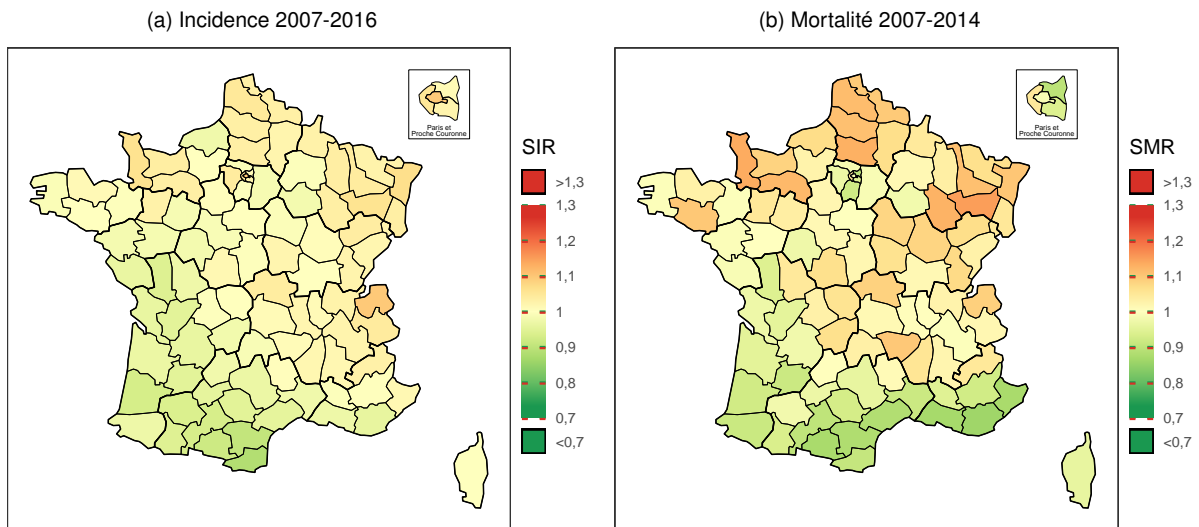 (a) Incidence 2007-2016
Paris et
Proche Couronne
SIR
>1,3
1,3
1,2
1,1
1
0,9
0,8
0,7
<0,7
(b) Mortalité 2007-2014
Paris et
Proche Couronne
SMR
>1,3
1,3
1,2
1,1
1
0,9
0,8
0,7
<0,7